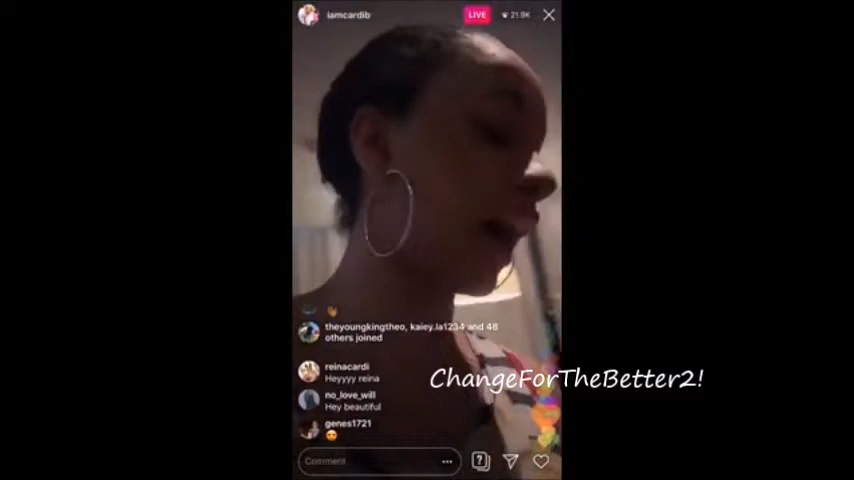 iamcardib
LIVE
21.9K
theyoungkingtheo, kaiey.la1234 and 48
others joined
reinacardi
Heyyyy reina
no_love_will
Hey beautiful
genes1721
Comment
ChangeForTheBetter2!